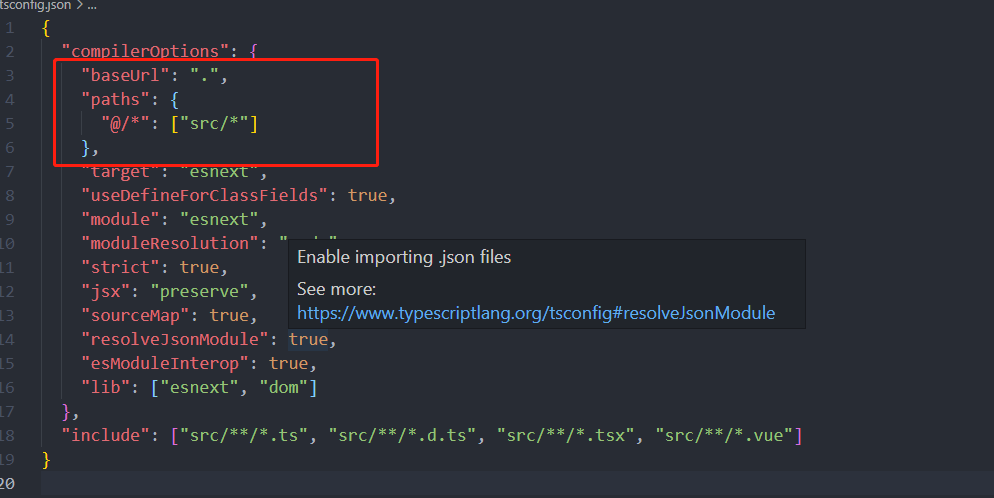 tsconfig.json > ...
1 {
2 "compilerOptions": {
3 "baseUrl": ".",
4 "paths": {
5 "@/*": ["src/*"]
6 },
7 "target": "esnext",
8 "useDefineForClassFields": true,
9 "module": "esnext",
10 "moduleResolution":
Enable importing .json files
11 "strict": true,
See more:
12 "jsx": "preserve",
https://www.typescriptlang.org/tsconfig#resolveJsonModule
13 "sourceMap": true,
14 "resolveJsonModule": true,
15 "esModuleInterop": true,
16 "lib": ["esnext", "dom"]
17 },
18 "include": ["src/**/*.ts", "src/**/*.d.ts", "src/**/*.tsx", "src/**/*.vue"]
19 }
20